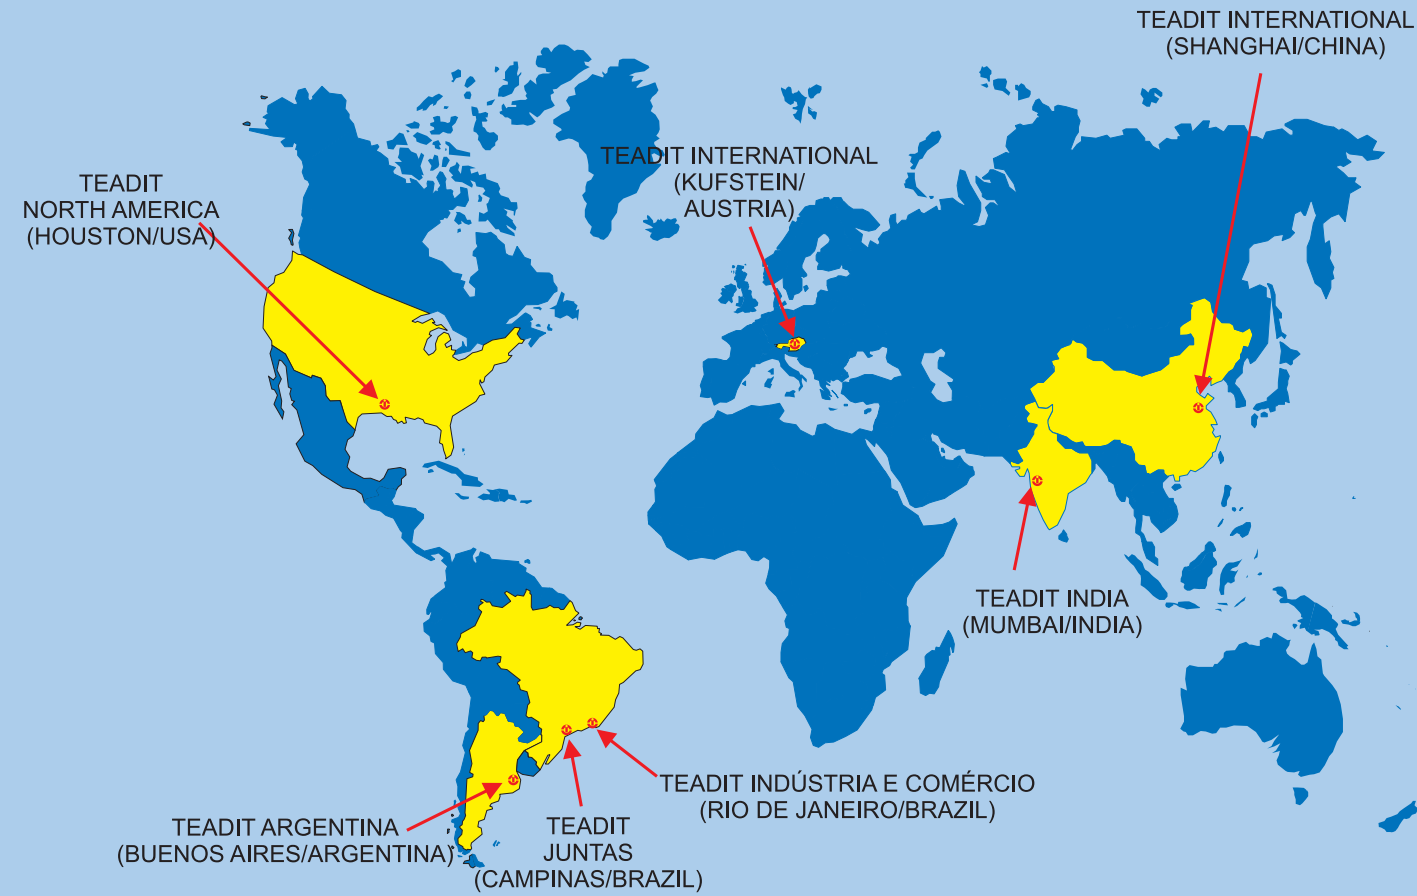 TEADIT INTERNATIONAL
(SHANGHAI/CHINA)
TEADIT INTERNATIONAL
(KUFSTEIN/
AUSTRIA)
TEADIT
NORTH AMERICA
(HOUSTON/USA)
TEADIT INDIA
(MUMBAI/INDIA)
TEADIT INDÚSTRIA E COMÉRCIO
(RIO DE JANEIRO/BRAZIL)
TEADIT ARGENTINA
(BUENOS AIRES/ARGENTINA)
TEADIT
JUNTAS
(CAMPINAS/BRAZIL)